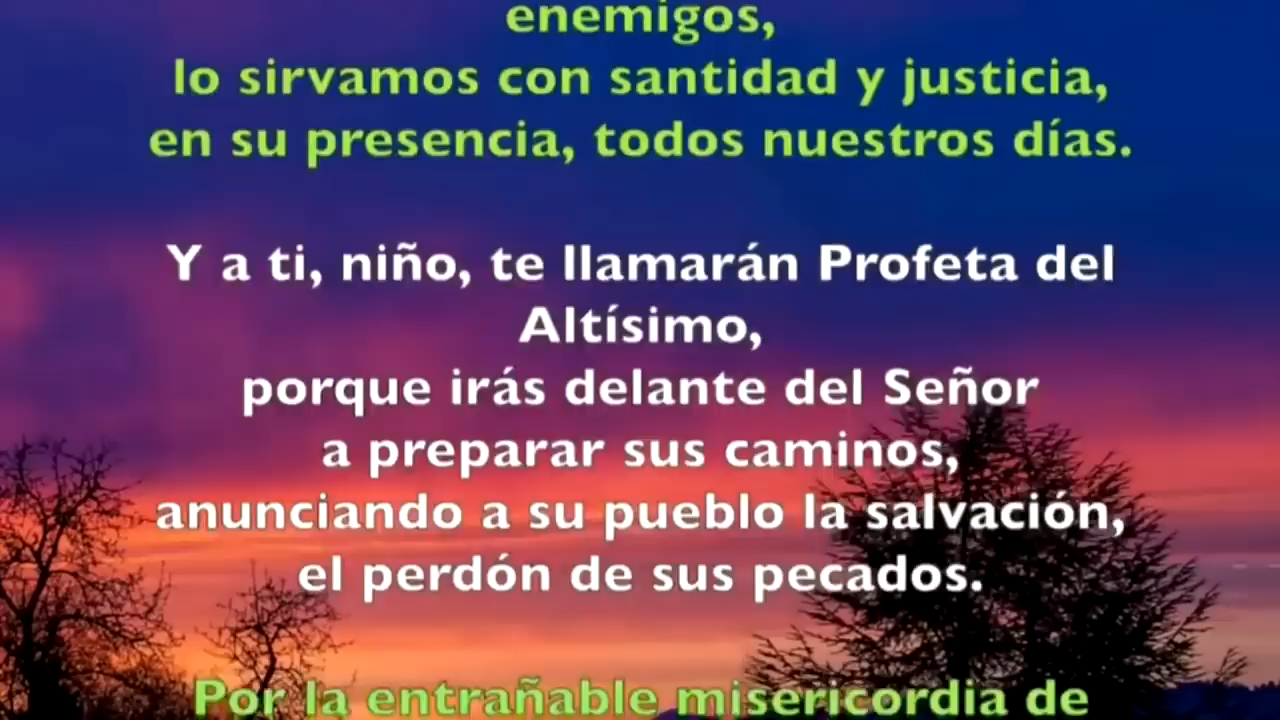 enemigos,
lo sirvamos con santidad y justicia,
en su presencia, todos nuestros días.
Y a ti, niño, te llamarán Profeta del
Altísimo,
porque irás delante del Señor
a preparar sus caminos,
anunciando a su pueblo la salvación,
el perdón de sus pecados.
Por la entrañable misericordia de